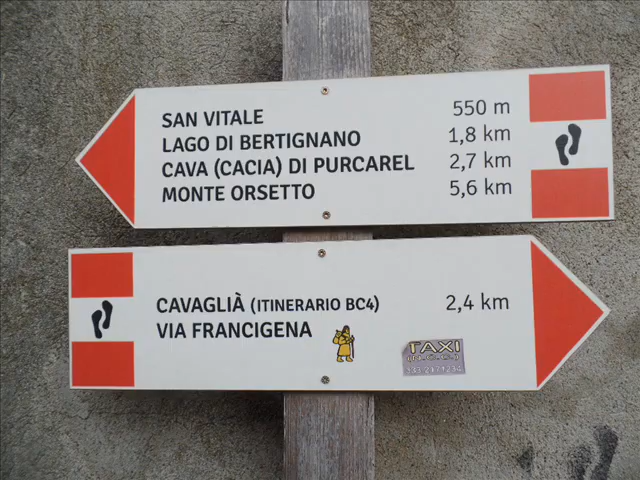 SAN VITALE 550 m
LAGO DI BERTIGNANO 1,8 km
CAVA (CACIA) DI PURCAREL 2,7 km
MONTE ORSETTO 5,6 km
CAVAGLIÀ (ITINERARIO BC4) 2,4 km
VIA FRANCIGENA
TAXI